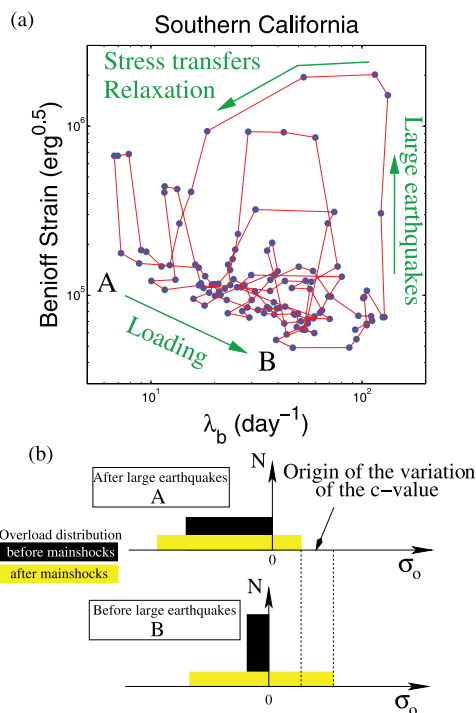 (a)
Southern California
Stress transfers
Relaxation
Large earthquakes
Benioff Strain (erg^0.5)
10^6
10^5
A
Loading
B
10^1
10^2
λ_b (day^−1)
(b)
N
Origin of the variation
of the c−value
After large earthquakes
A
Overload distribution
before mainshocks
after mainshocks
0
σ_o
N
Before large earthquakes
B
0
σ_o